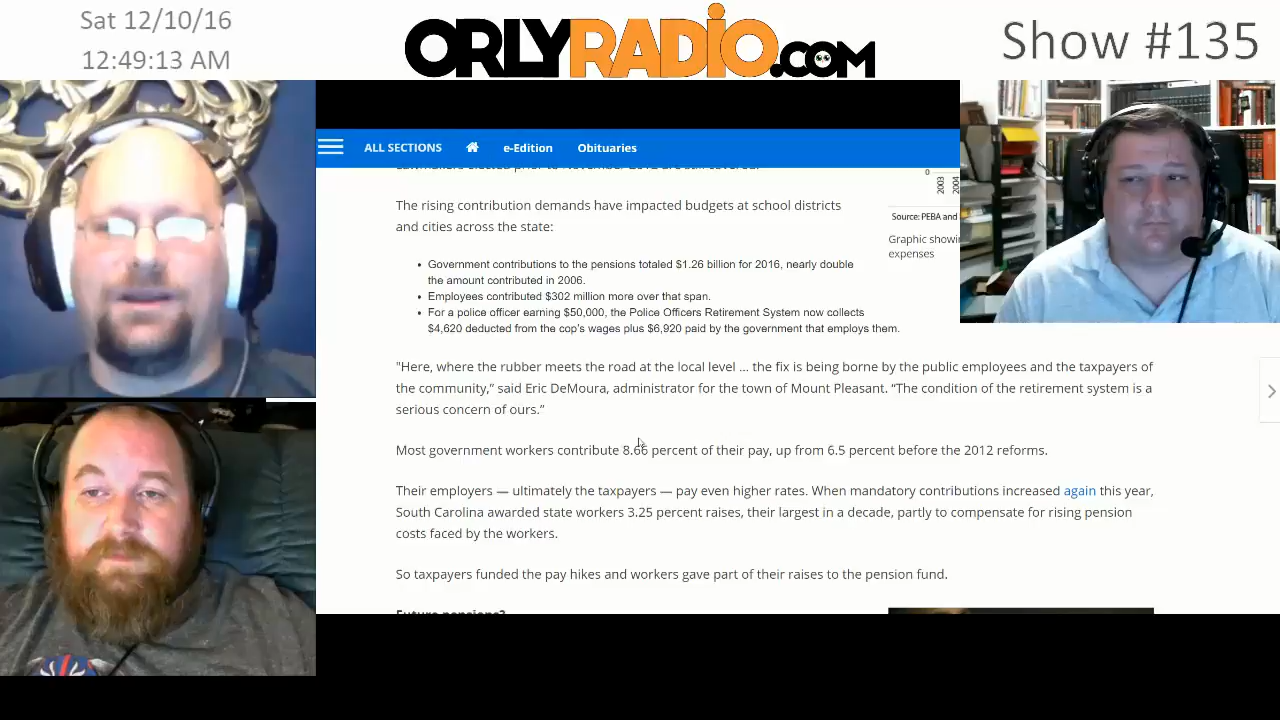 Sat 12/10/16
12:49:13 AM
ORLYRADiO.COM
Show #135
ALL SECTIONS
e-Edition
Obituaries
0
2003
2004
The rising contribution demands have impacted budgets at school districts
and cities across the state:
Source: PEBA and
Graphic showi
expenses
• Government contributions to the pensions totaled $1.26 billion for 2016, nearly double
the amount contributed in 2006.
• Employees contributed $302 million more over that span.
• For a police officer earning $50,000, the Police Officers Retirement System now collects
$4,620 deducted from the cop's wages plus $6,920 paid by the government that employs them.
"Here, where the rubber meets the road at the local level ... the fix is being borne by the public employees and the taxpayers of
the community,” said Eric DeMoura, administrator for the town of Mount Pleasant. “The condition of the retirement system is a
serious concern of ours.”
Most government workers contribute 8.66 percent of their pay, up from 6.5 percent before the 2012 reforms.
Their employers — ultimately the taxpayers — pay even higher rates. When mandatory contributions increased again this year,
South Carolina awarded state workers 3.25 percent raises, their largest in a decade, partly to compensate for rising pension
costs faced by the workers.
So taxpayers funded the pay hikes and workers gave part of their raises to the pension fund.
Future pensions?